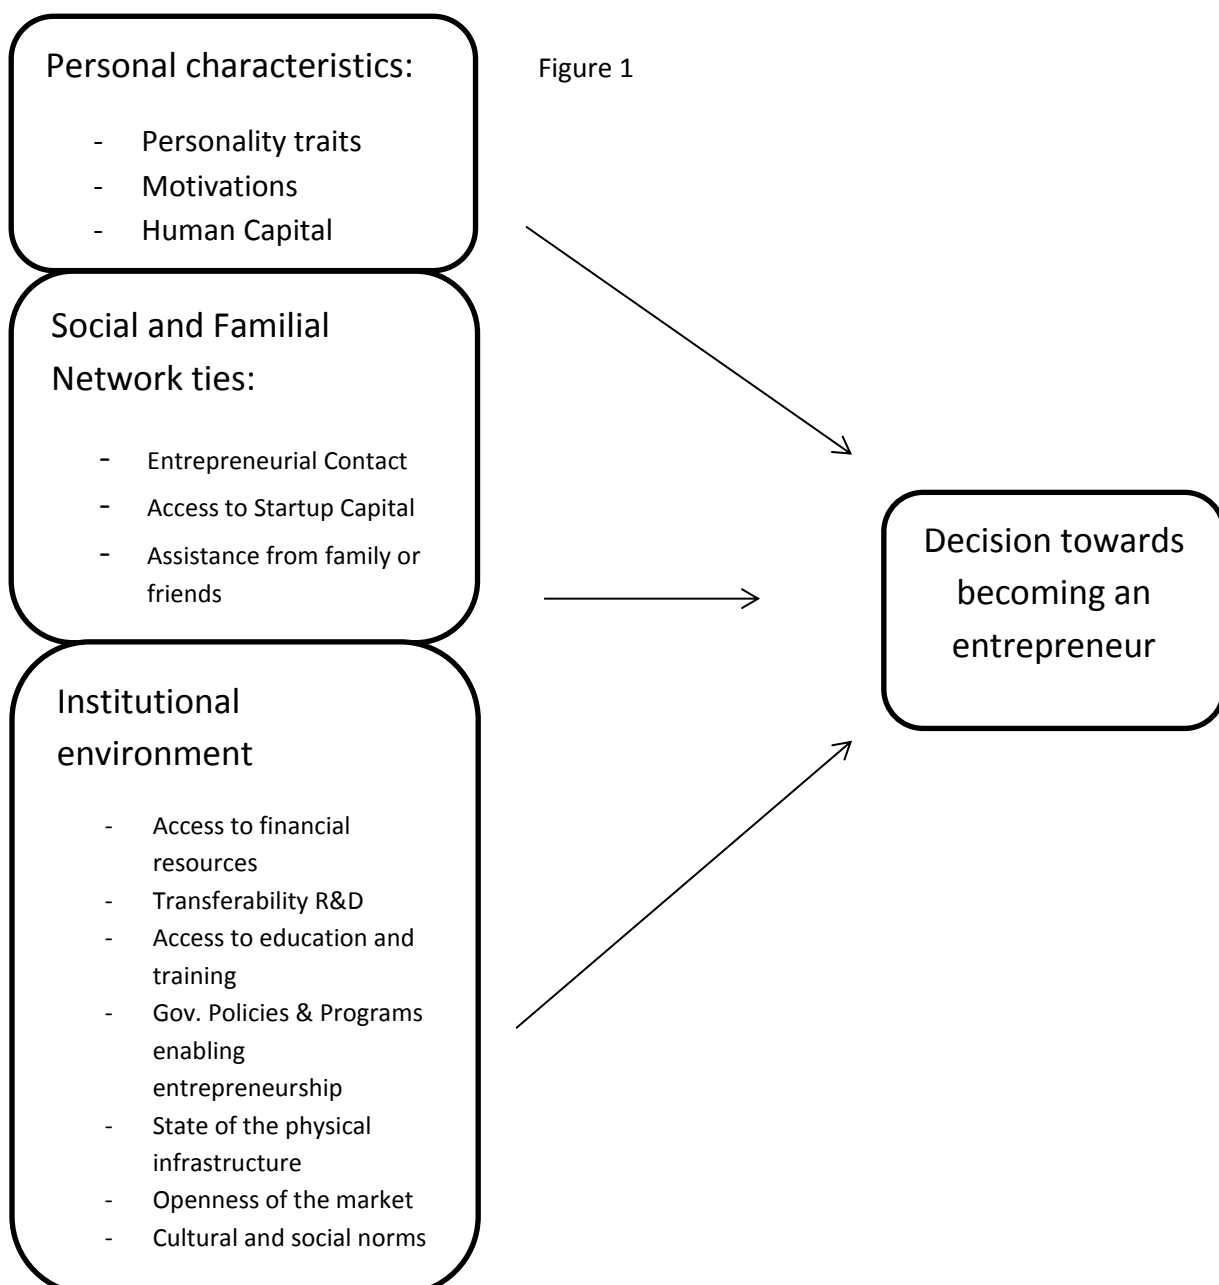 Personal characteristics:
Figure 1
- Personality traits
- Motivations
- Human Capital
Social and Familial
Network ties:
- Entrepreneurial Contact
- Access to Startup Capital
- Assistance from family or
friends
Decision towards
becoming an
entrepreneur
Institutional
environment
- Access to financial
resources
- Transferability R&D
- Access to education and
training
- Gov. Policies & Programs
enabling
entrepreneurship
- State of the physical
infrastructure
- Openness of the market
- Cultural and social norms